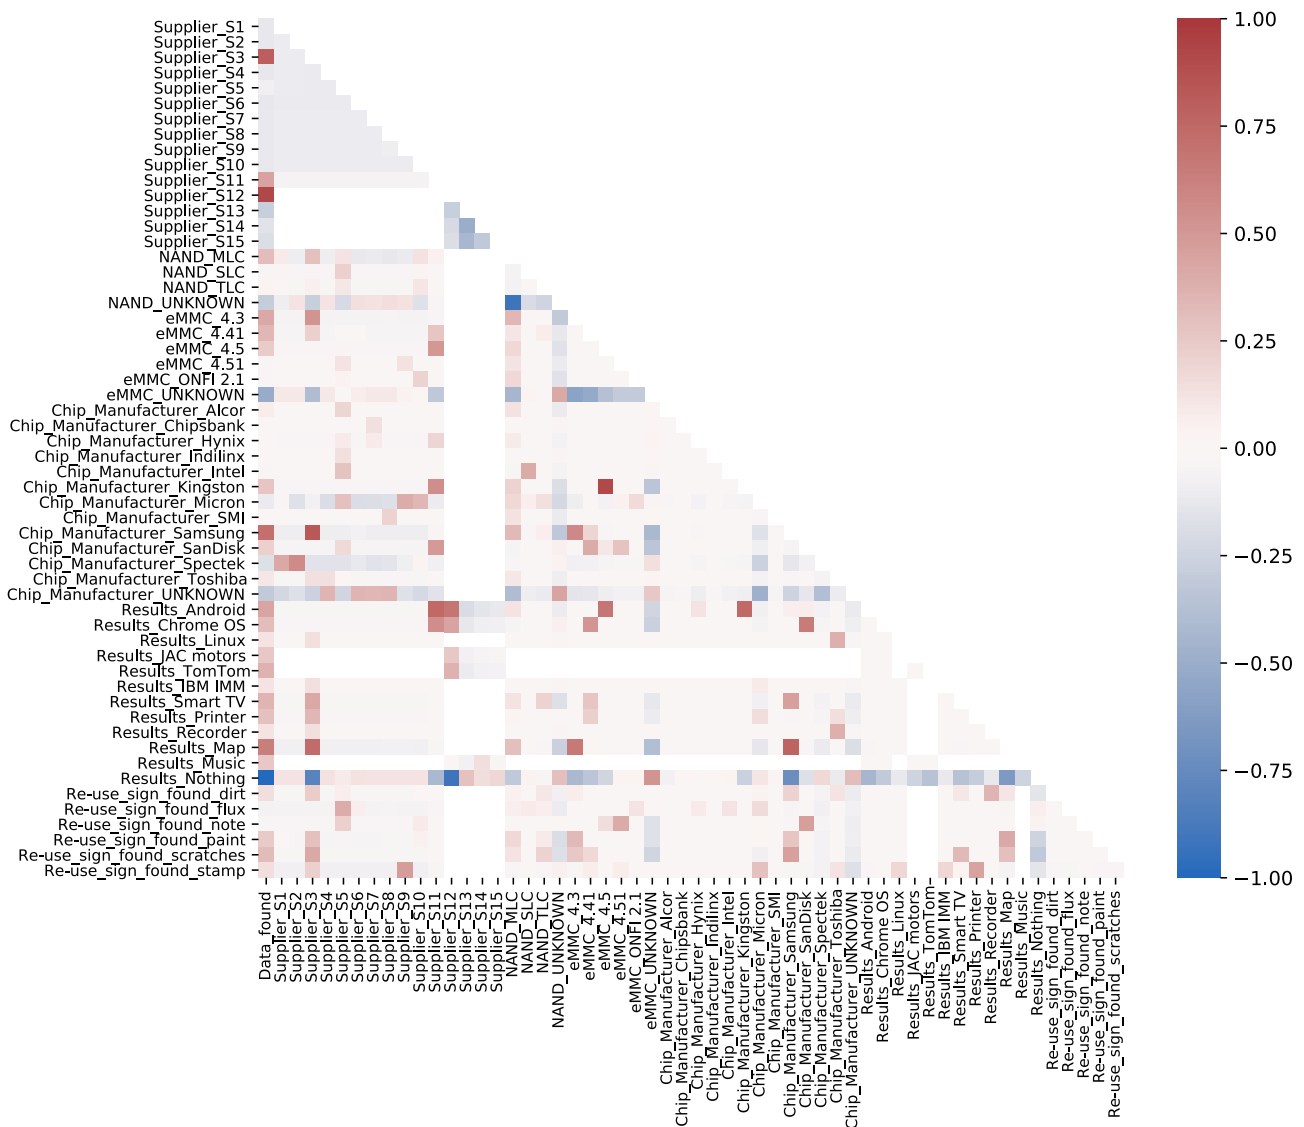 Supplier_S1
Supplier_S2
Supplier_S3
Supplier_S4
Supplier_S5
Supplier_S6
Supplier_S7
Supplier_S8
Supplier_S9
Supplier_S10
Supplier_S11
Supplier_S12
Supplier_S13
Supplier_S14
Supplier_S15
NAND_MLC
NAND_SLC
NAND_TLC
NAND_UNKNOWN
eMMC_4.3
eMMC_4.41
eMMC_4.5
eMMC_4.51
eMMC_ONFI 2.1
eMMC_UNKNOWN
Chip_Manufacturer_Alcor
Chip_Manufacturer_Chipsbank
Chip_Manufacturer_Hynix
Chip_Manufacturer_Indilinx
Chip_Manufacturer_Intel
Chip_Manufacturer_Kingston
Chip_Manufacturer_Micron
Chip_Manufacturer_SMI
Chip_Manufacturer_Samsung
Chip_Manufacturer_SanDisk
Chip_Manufacturer_Spectek
Chip_Manufacturer_Toshiba
Chip_Manufacturer_UNKNOWN
Results_Android
Results_Chrome OS
Results_Linux
Results_JAC motors
Results_TomTom
Results_IBM IMM
Results_Smart TV
Results_Printer
Results_Recorder
Results_Map
Results_Music
Results_Nothing
Re-use_sign_found_dirt
Re-use_sign_found_flux
Re-use_sign_found_note
Re-use_sign_found_paint
Re-use_sign_found_scratches
Re-use_sign_found_stamp
Data_found
Supplier_S1
Supplier_S2
Supplier_S3
Supplier_S4
Supplier_S5
Supplier_S6
Supplier_S7
Supplier_S8
Supplier_S9
Supplier_S10
Supplier_S11
Supplier_S12
Supplier_S13
Supplier_S14
Supplier_S15
NAND_MLC
NAND_SLC
NAND_TLC
NAND_UNKNOWN
eMMC_4.3
eMMC_4.41
eMMC_4.5
eMMC_4.51
eMMC_ONFI 2.1
eMMC_UNKNOWN
Chip_Manufacturer_Alcor
Chip_Manufacturer_Chipsbank
Chip_Manufacturer_Hynix
Chip_Manufacturer_Indilinx
Chip_Manufacturer_Intel
Chip_Manufacturer_Kingston
Chip_Manufacturer_Micron
Chip_Manufacturer_SMI
Chip_Manufacturer_Samsung
Chip_Manufacturer_SanDisk
Chip_Manufacturer_Spectek
Chip_Manufacturer_Toshiba
Chip_Manufacturer_UNKNOWN
Results_Android
Results_Chrome OS
Results_Linux
Results_JAC motors
Results_TomTom
Results_IBM IMM
Results_Smart TV
Results_Printer
Results_Recorder
Results_Map
Results_Music
Results_Nothing
Re-use_sign_found_dirt
Re-use_sign_found_flux
Re-use_sign_found_note
Re-use_sign_found_paint
Re-use_sign_found_scratches
1.00
0.75
0.50
0.25
0.00
−0.25
−0.50
−0.75
−1.00